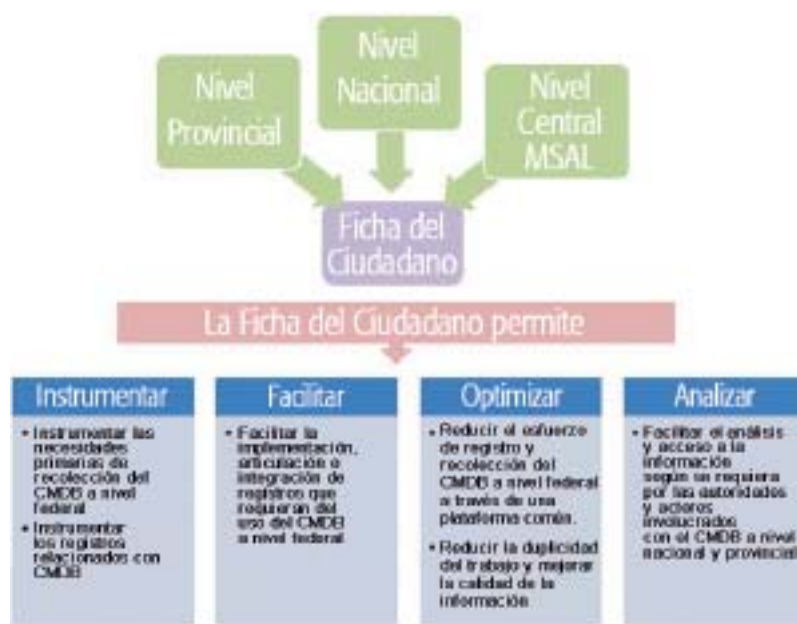 Nivel
Provincial
Nivel
Nacional
Nivel
Central
MSAL
Ficha del
Ciudadano
La Ficha del Ciudadano permite
Instrumentar
• Instrumentar las
necesidades
primarias de
recolección del
CMDB a nivel
federal
• Instrumentar
los registros
relacionados con
CMDB
Facilitar
• Facilitar la
implementación,
articulación e
integración de
registros que
requieran del
uso del CMDB
a nivel federal
Optimizar
• Reducir el esfuerzo
de registro y
recolección del
CMDB a nivel federal
a través de una
plataforma común.
• Reducir la duplicidad
del trabajo y mejorar
la calidad de la
información
Analizar
• Facilitar el análisis
y acceso a la
información
según se requiera
por las autoridades
y actores
involucrados
con el CMDB a nivel
nacional y provincial